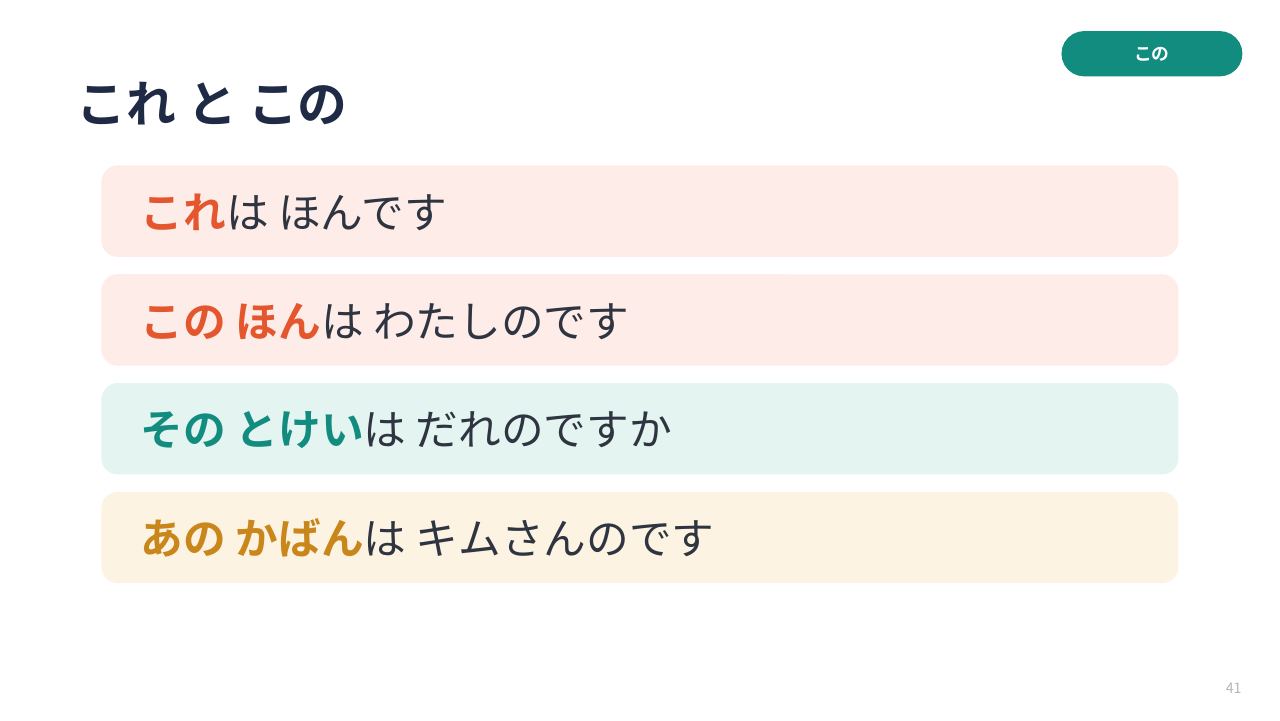 この
これ と この
これは ほんです
この ほんは わたしのです
その とけいは だれのですか
あの かばんは キムさんのです
41